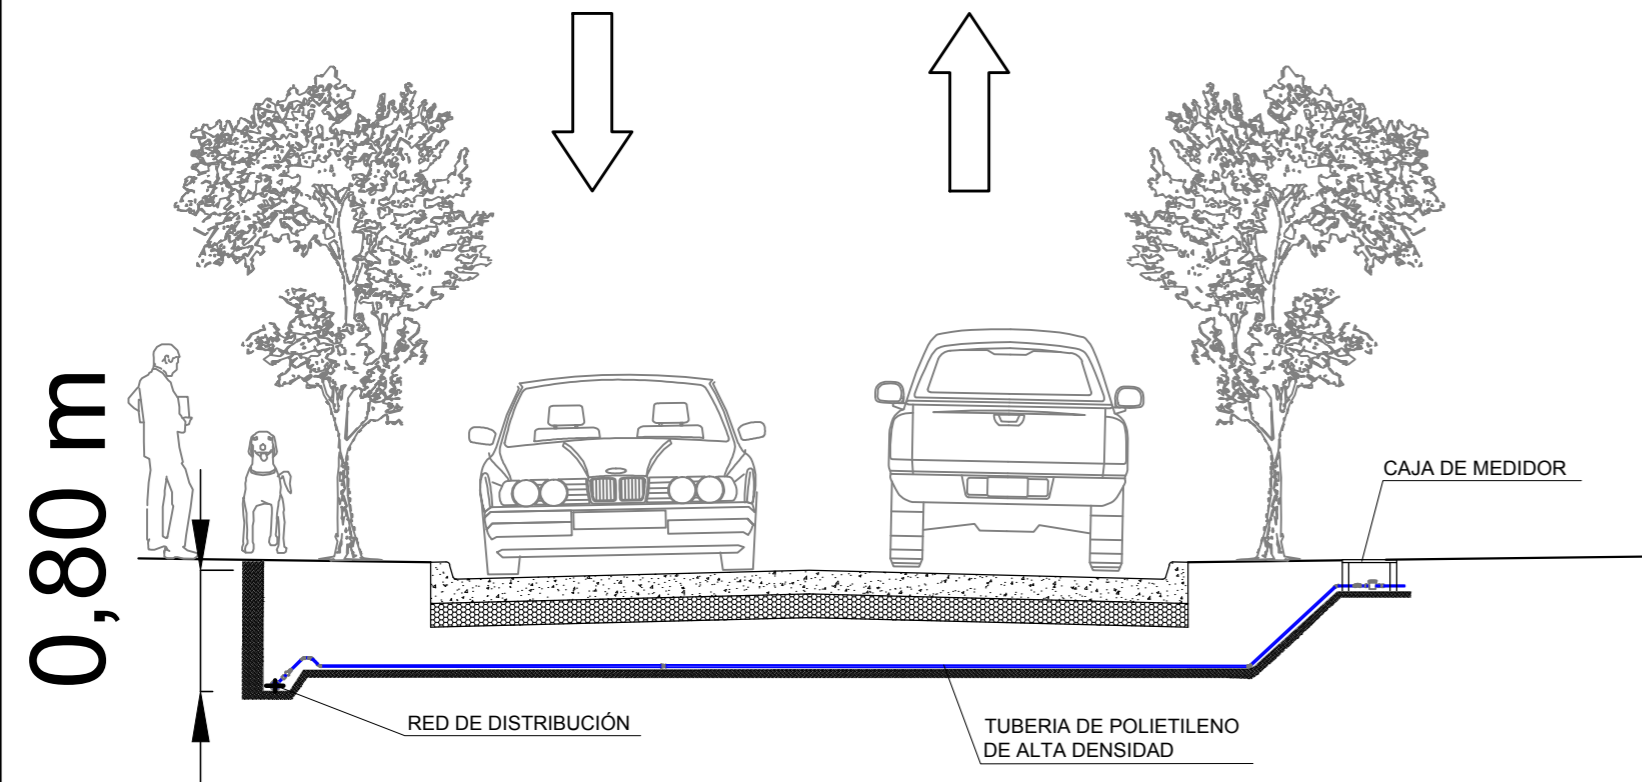 0,80 m
CAJA DE MEDIDOR
RED DE DISTRIBUCIÓN
TUBERIA DE POLIETILENO
DE ALTA DENSIDAD